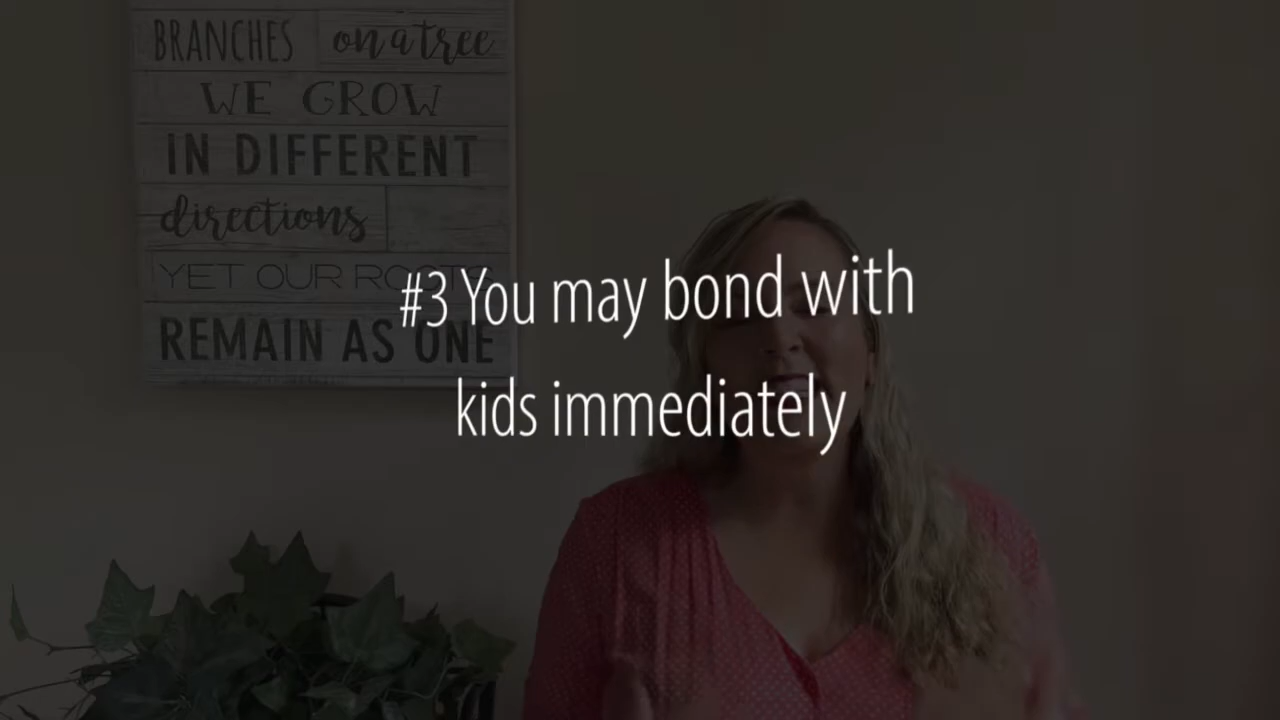 BRANCHES on a tree
WE GROW
IN DIFFERENT
directions
YET OUR ROOTS
REMAIN AS ONE
#3 You may bond with
kids immediately